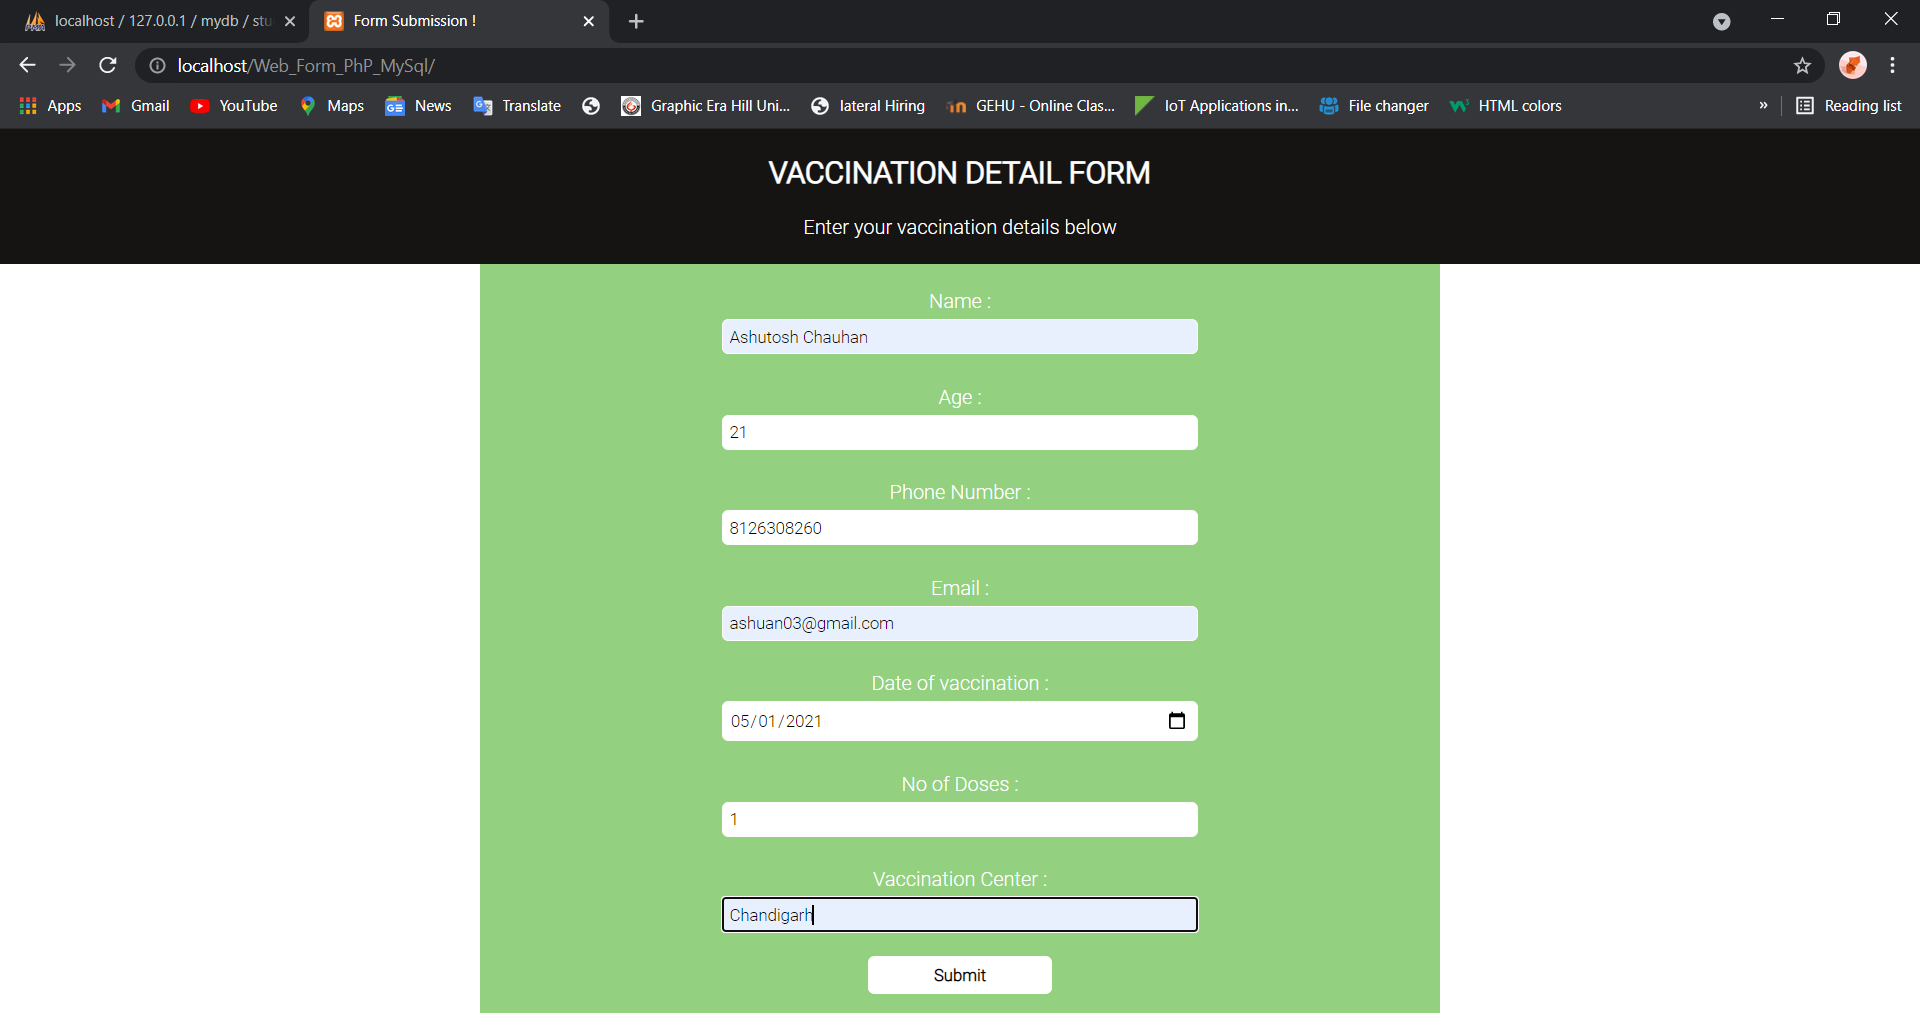 localhost / 127.0.0.1 / mydb / stu
Form Submission !
localhost/Web_Form_PhP_MySql/
Apps Gmail YouTube Maps News Translate Graphic Era Hill Uni... lateral Hiring GEHU - Online Clas... IoT Applications in... File changer HTML colors » Reading list
VACCINATION DETAIL FORM
Enter your vaccination details below
Name :
Ashutosh Chauhan
Age :
21
Phone Number :
8126308260
Email :
ashuan03@gmail.com
Date of vaccination :
05/01/2021
No of Doses :
1
Vaccination Center :
Chandigarh
Submit